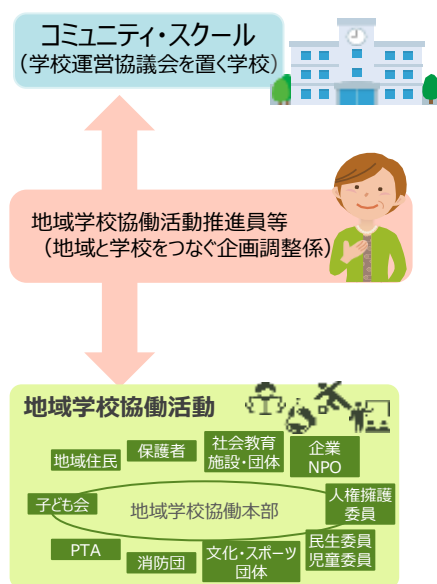 コミュニティ・スクール
（学校運営協議会を置く学校）
地域学校協働活動推進員等
（地域と学校をつなぐ企画調整係）
地域学校協働活動
地域住民
保護者
社会教育
施設・団体
企業
NPO
子ども会
地域学校協働本部
人権擁護
委員
PTA
消防団
文化・スポーツ
団体
民生委員
児童委員